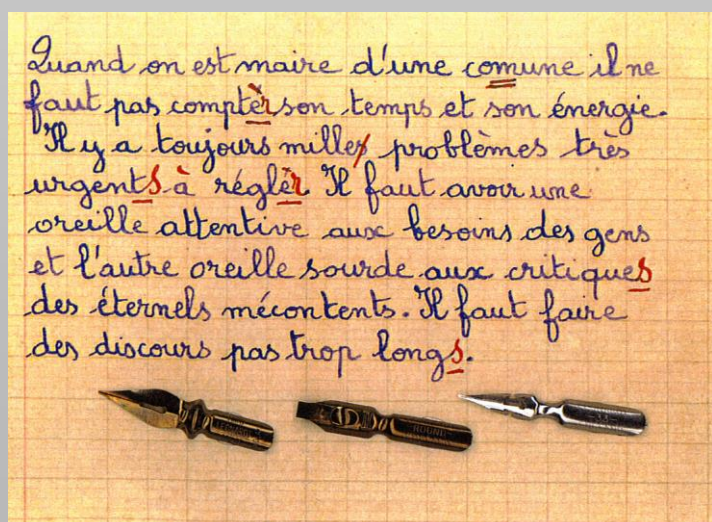 Quand on est maire d'une comune il ne
faut pas comptèr son temps et son énergie.
Il y a toujours milles problèmes très
urgents à réglèr. Il faut avoir une
oreille attentive aux besoins des gens
et l'autre oreille sourde aux critiques
des éternels mécontents. Il faut faire
des discours pas trop longs.